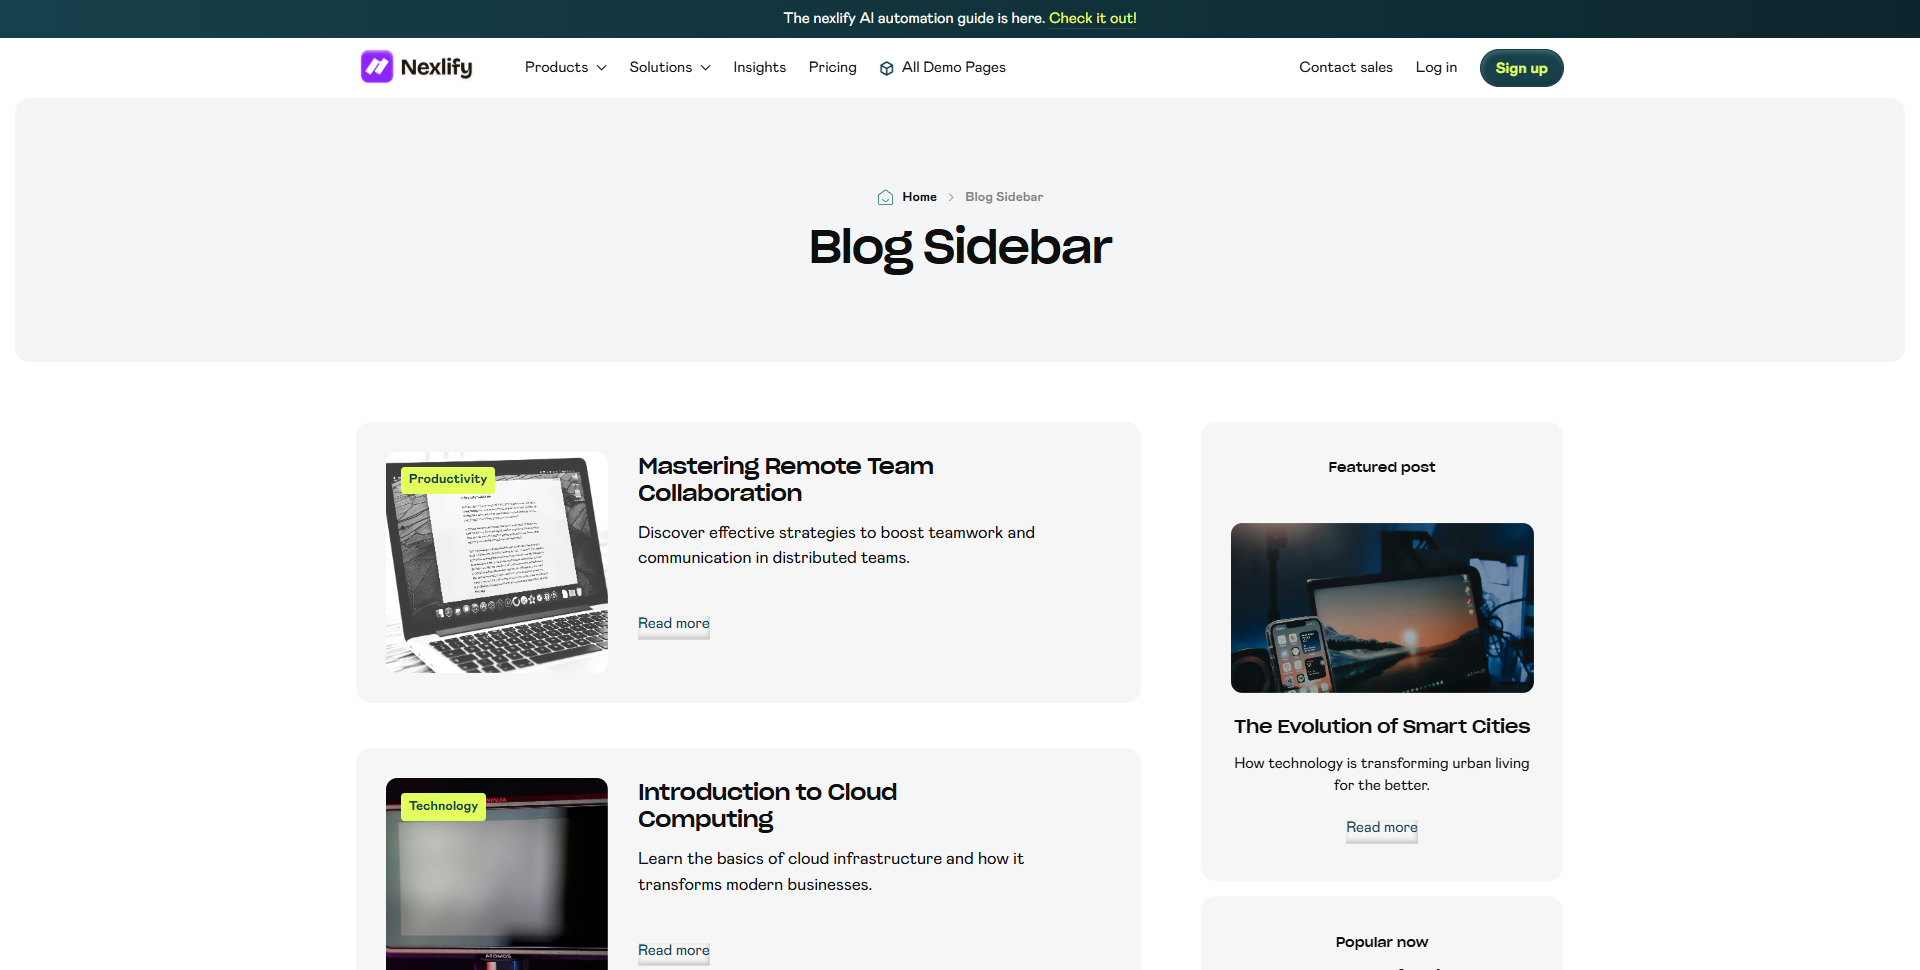 The nexlify AI automation guide is here. Check it out!
Nexlify
Products
Solutions
Insights
Pricing
All Demo Pages
Contact sales
Log in
Sign up
Home
Blog Sidebar
Blog Sidebar
Productivity
Mastering Remote Team
Collaboration
Discover effective strategies to boost teamwork and
communication in distributed teams.
Read more
Technology
Introduction to Cloud
Computing
Learn the basics of cloud infrastructure and how it
transforms modern businesses.
Read more
ATOMOS
Featured post
The Evolution of Smart Cities
How technology is transforming urban living
for the better.
Read more
Popular now